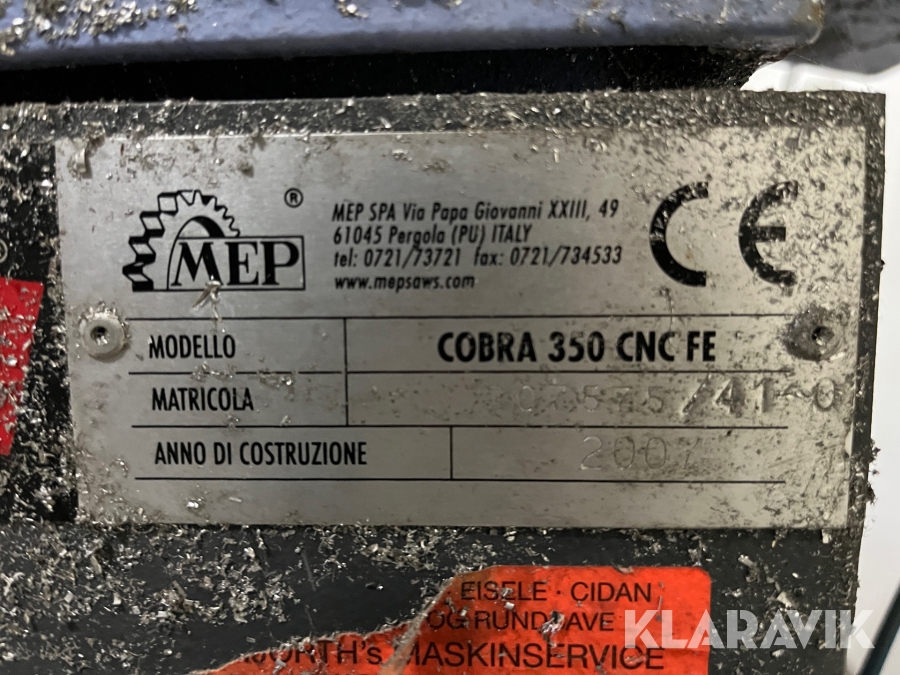 MEP
®
MEP SPA Via Papa Giovanni XXIII, 49
61045 Pergola (PU) ITALY
tel: 0721/73721 fax: 0721/734533
www.mepsaws.com
CE
MODELLO COBRA 350 CNC FE
MATRICOLA
ANNO DI COSTRUZIONE
EISELE · CIDAN
MASKINSERVICE
KLARAVIK